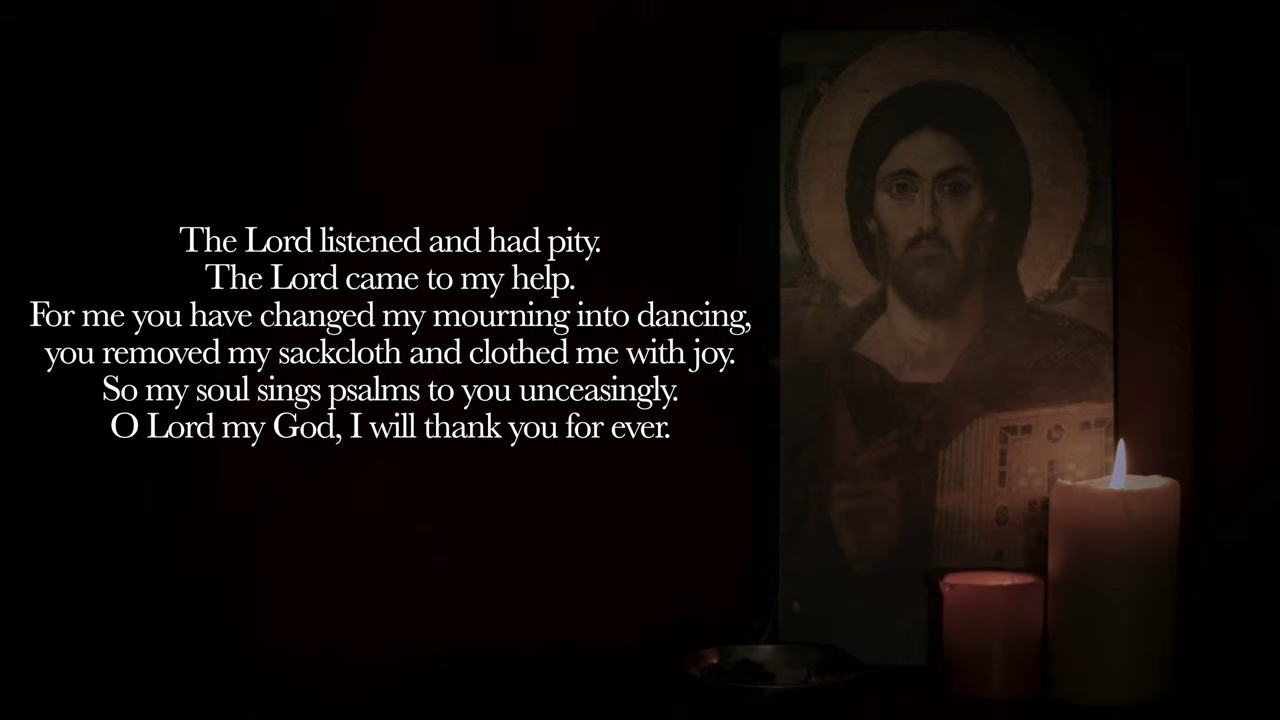 The Lord listened and had pity.
The Lord came to my help.
For me you have changed my mourning into dancing,
you removed my sackcloth and clothed me with joy.
So my soul sings psalms to you unceasingly.
O Lord my God, I will thank you for ever.